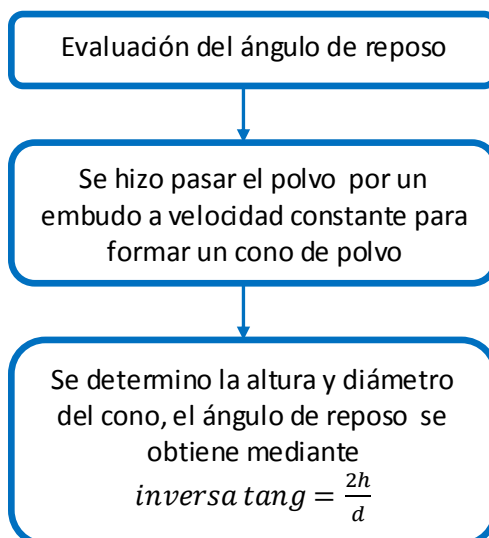 Evaluación del ángulo de reposo
Se hizo pasar el polvo por un
embudo a velocidad constante para
formar un cono de polvo
Se determino la altura y diámetro
del cono, el ángulo de reposo se
obtiene mediante
inversa tang = 2h/d